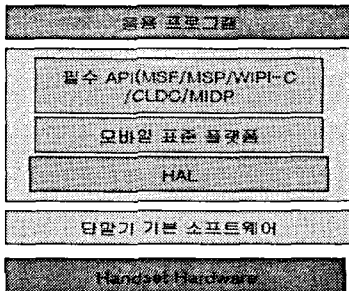 응용 프로그램
필수 API(MSF/MSP/WIPI-C
/CLDC/MIDP
모바일 표준 플랫폼
HAL
단말기 기본 소프트웨어
Handset Hardware